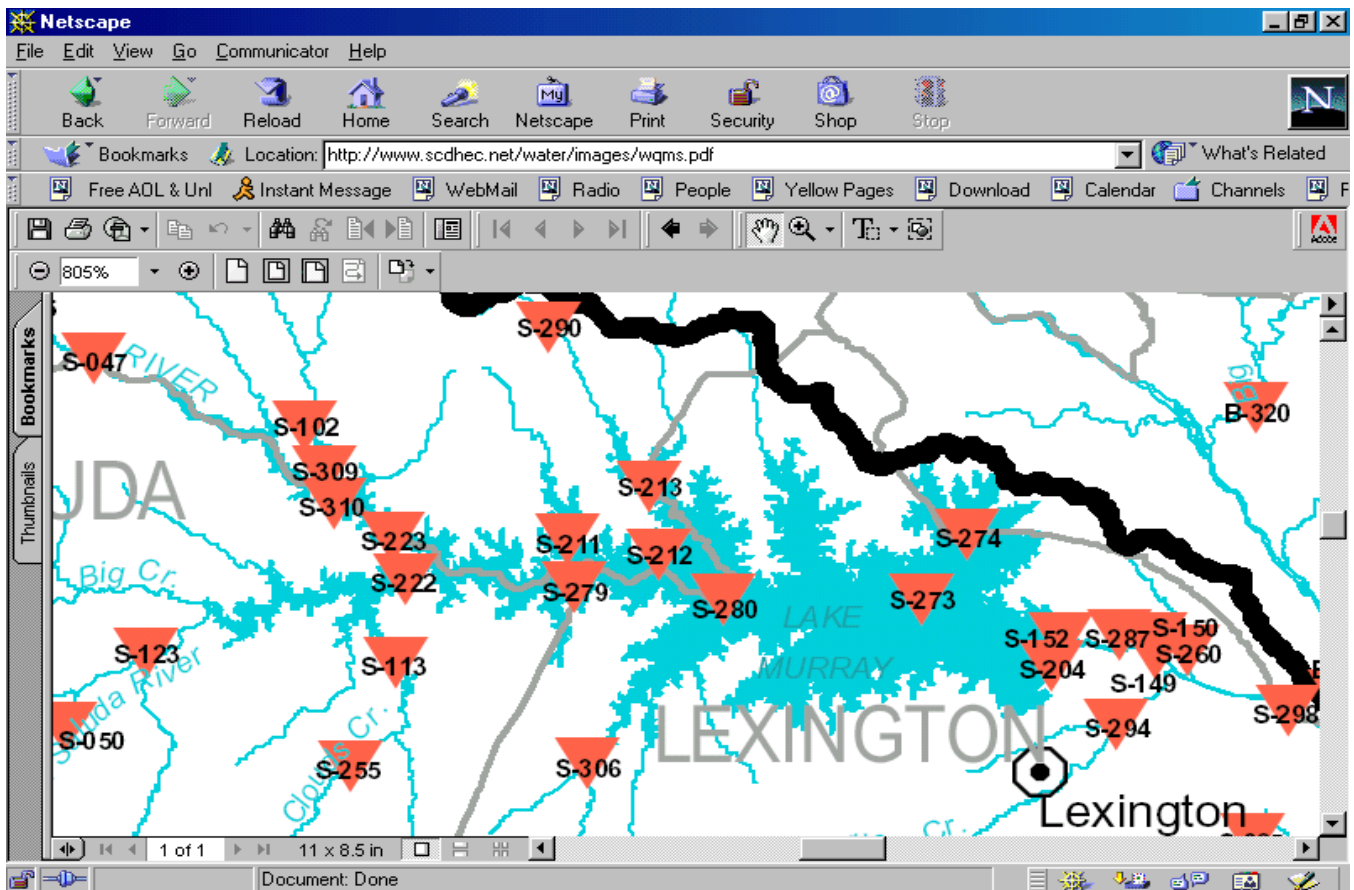 Netscape
File Edit View Go Communicator Help
Back Forward Reload Home Search Netscape Print Security Shop Stop
My
N
Bookmarks Location: http://www.scdhec.net/water/images/wqms.pdf What's Related
Free AOL & Unl Instant Message WebMail Radio People Yellow Pages Download Calendar Channels
Adobe
805%
Bookmarks
Thumbnails
S-290
S-047
RIVER
Big
B-320
S-102
S-309
S-310
UDA
S-213
S-223
S-211
S-212
S-274
Big Cr.
S-222
S-279
S-280
S-273
LAKE
MURRAY
S-152
S-287
S-150
S-123
S-113
S-204
S-260
S-149
Saluda River
S-050
Clouds Cr.
S-255
S-306
LEXINGTON
S-294
S-298
Lexington
Cr.
1 of 1 11 x 8.5 in
Document: Done